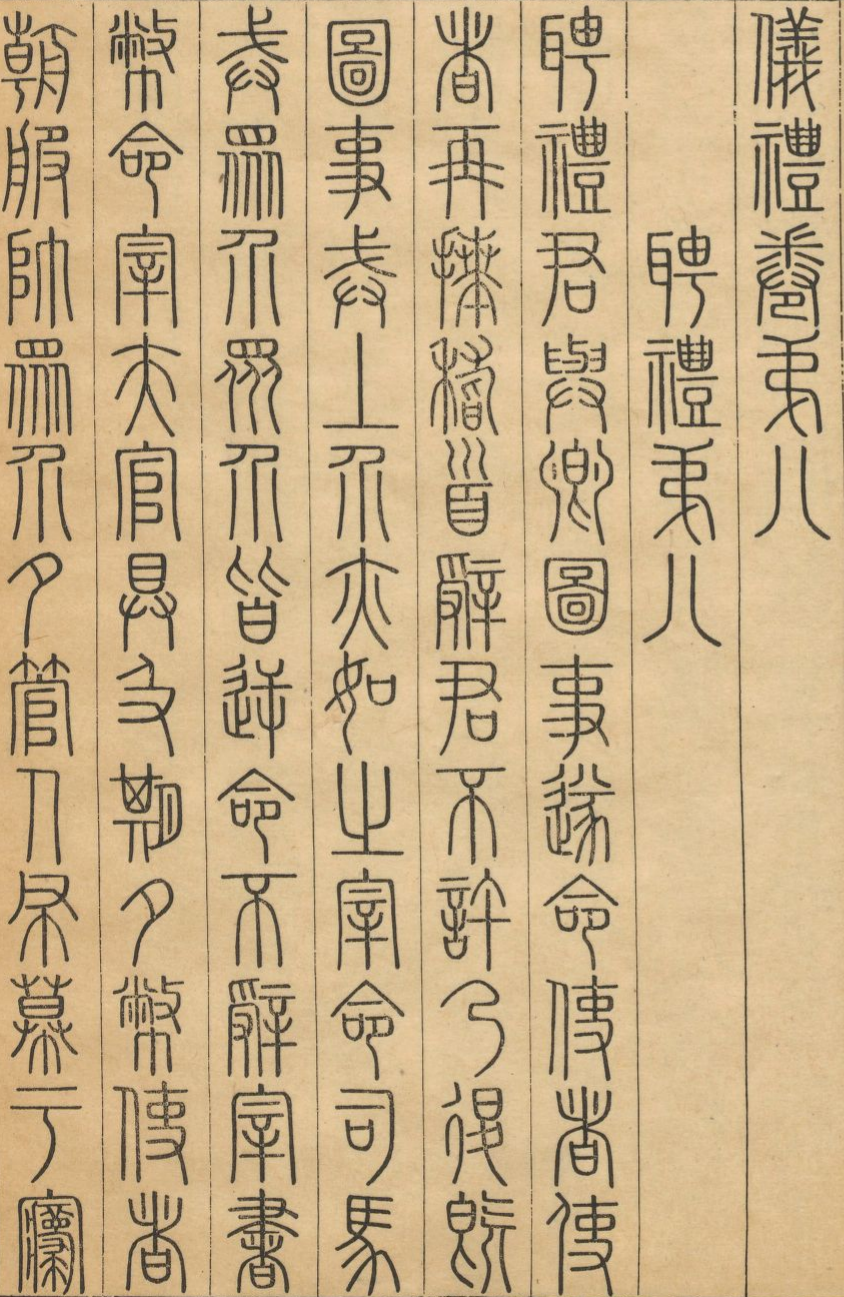 儀禮卷弟八
聘禮弟八
聘禮君與卿圖事遂命使者使
者再拜稽首辭君不許乃退既
圖事戒上介亦如之宰命司馬
戒眾介眾介皆逆命不辭宰書
幣命宰夫官具及期夕幣使者
朝服帥眾介夕管人布幕于寢